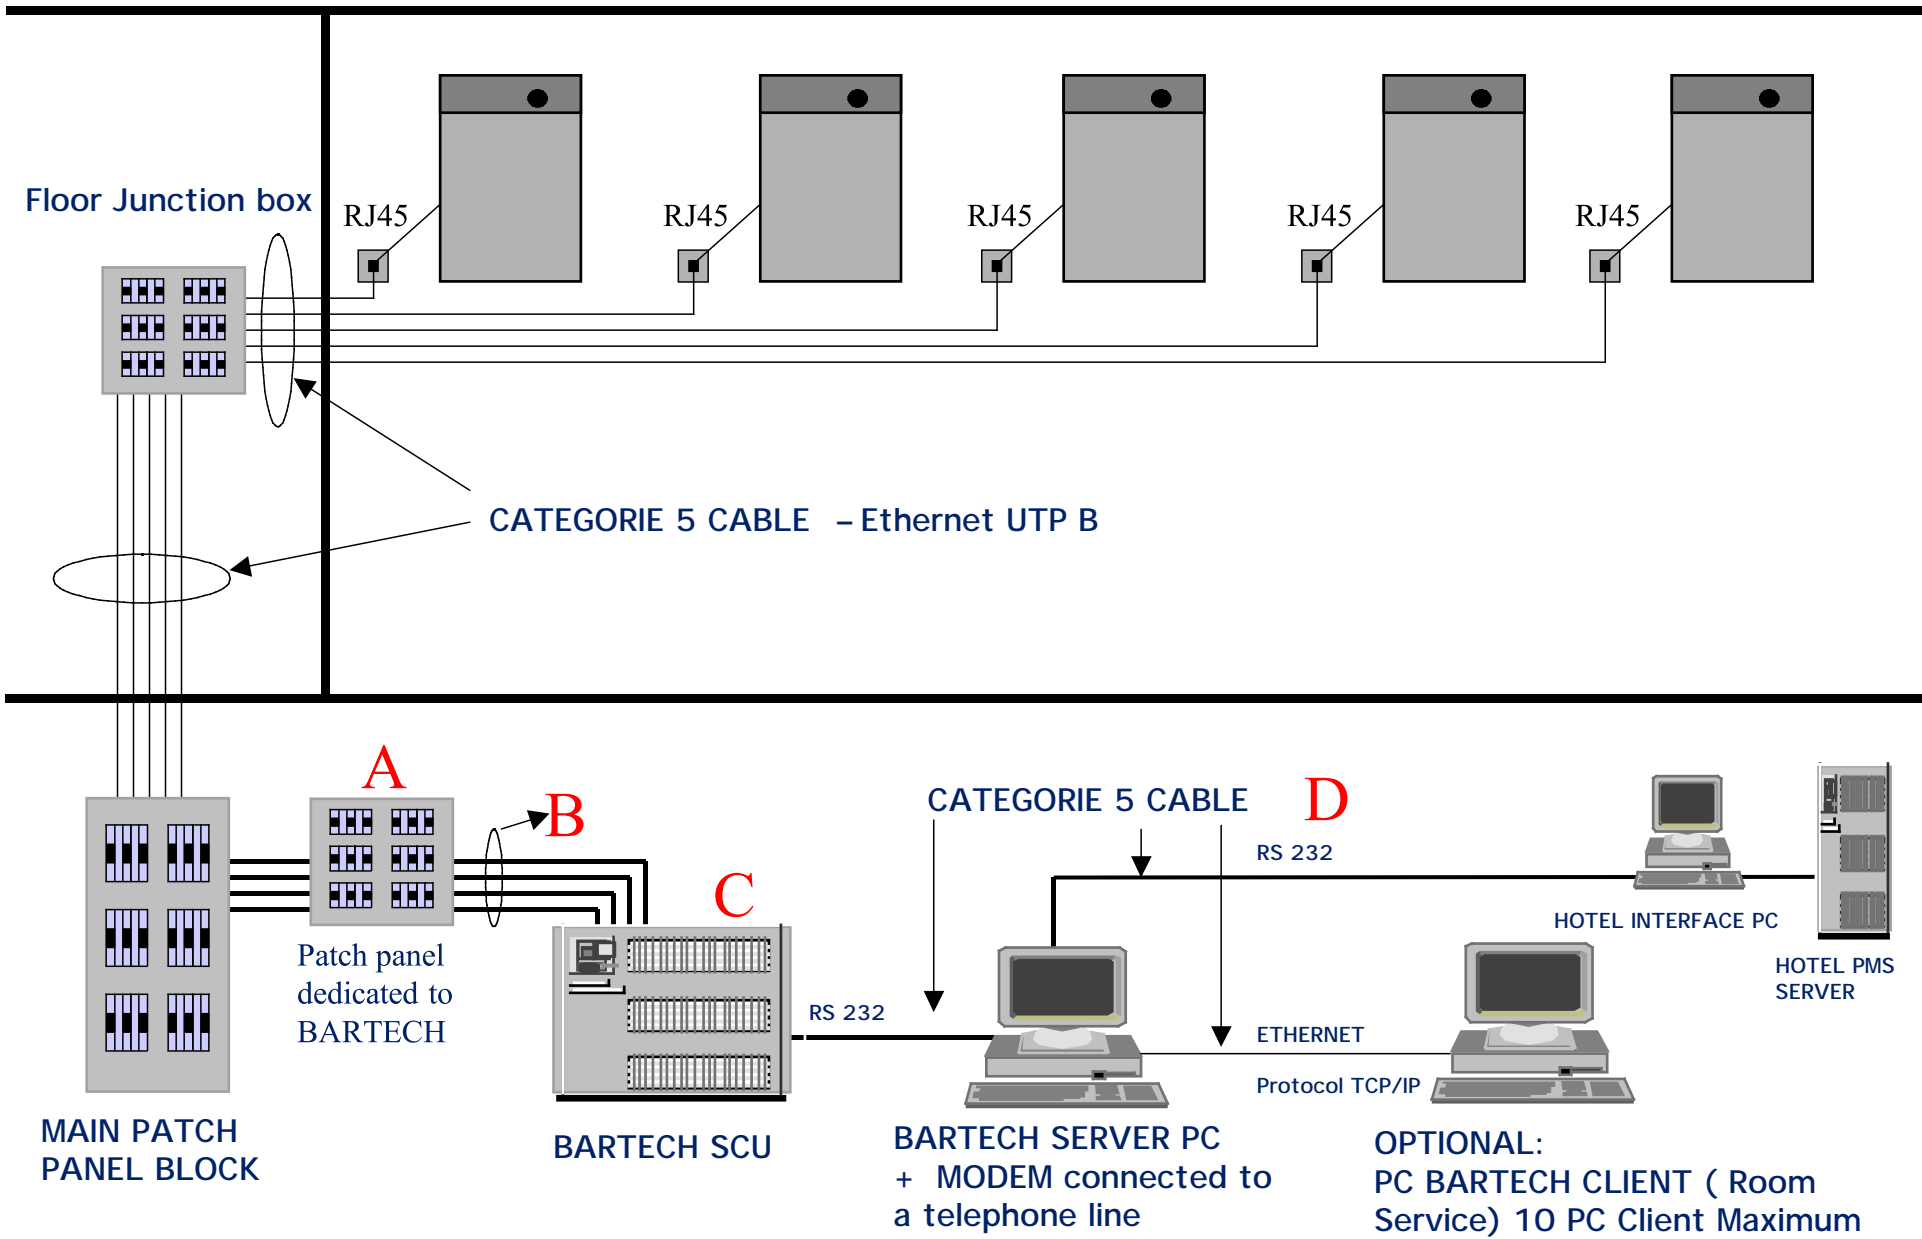 Floor Junction box
RJ45
RJ45
RJ45
RJ45
RJ45
CATEGORIE 5 CABLE – Ethernet UTP B
A
B
C
D
CATEGORIE 5 CABLE
RS 232
HOTEL INTERFACE PC
HOTEL PMS
SERVER
Patch panel
dedicated to
BARTECH
RS 232
ETHERNET
Protocol TCP/IP
MAIN PATCH
PANEL BLOCK
BARTECH SCU
BARTECH SERVER PC
+ MODEM connected to
a telephone line
OPTIONAL:
PC BARTECH CLIENT ( Room
Service) 10 PC Client Maximum